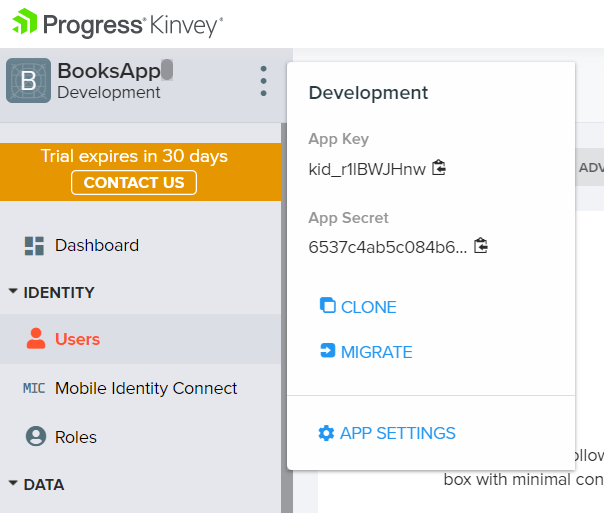 Progress Kinvey
B
BooksApp
Development
Trial expires in 30 days
CONTACT US
Dashboard
IDENTITY
Users
MIC Mobile Identity Connect
Roles
DATA
Development
App Key
kid_r1lBWJHnw
App Secret
6537c4ab5c084b6...
CLONE
MIGRATE
APP SETTINGS
ADV
ollow
box with minimal con